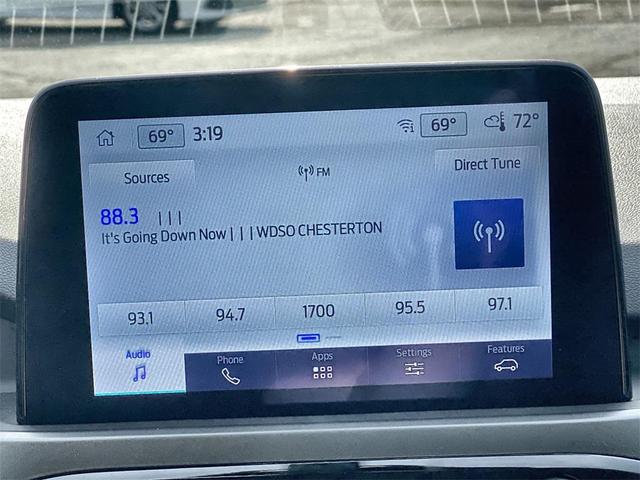 69° 3:19 69° 72°
Sources FM Direct Tune
88.3 | | |
It's Going Down Now | | | WDSO CHESTERTON
93.1 94.7 1700 95.5 97.1
Audio Phone Apps Settings Features